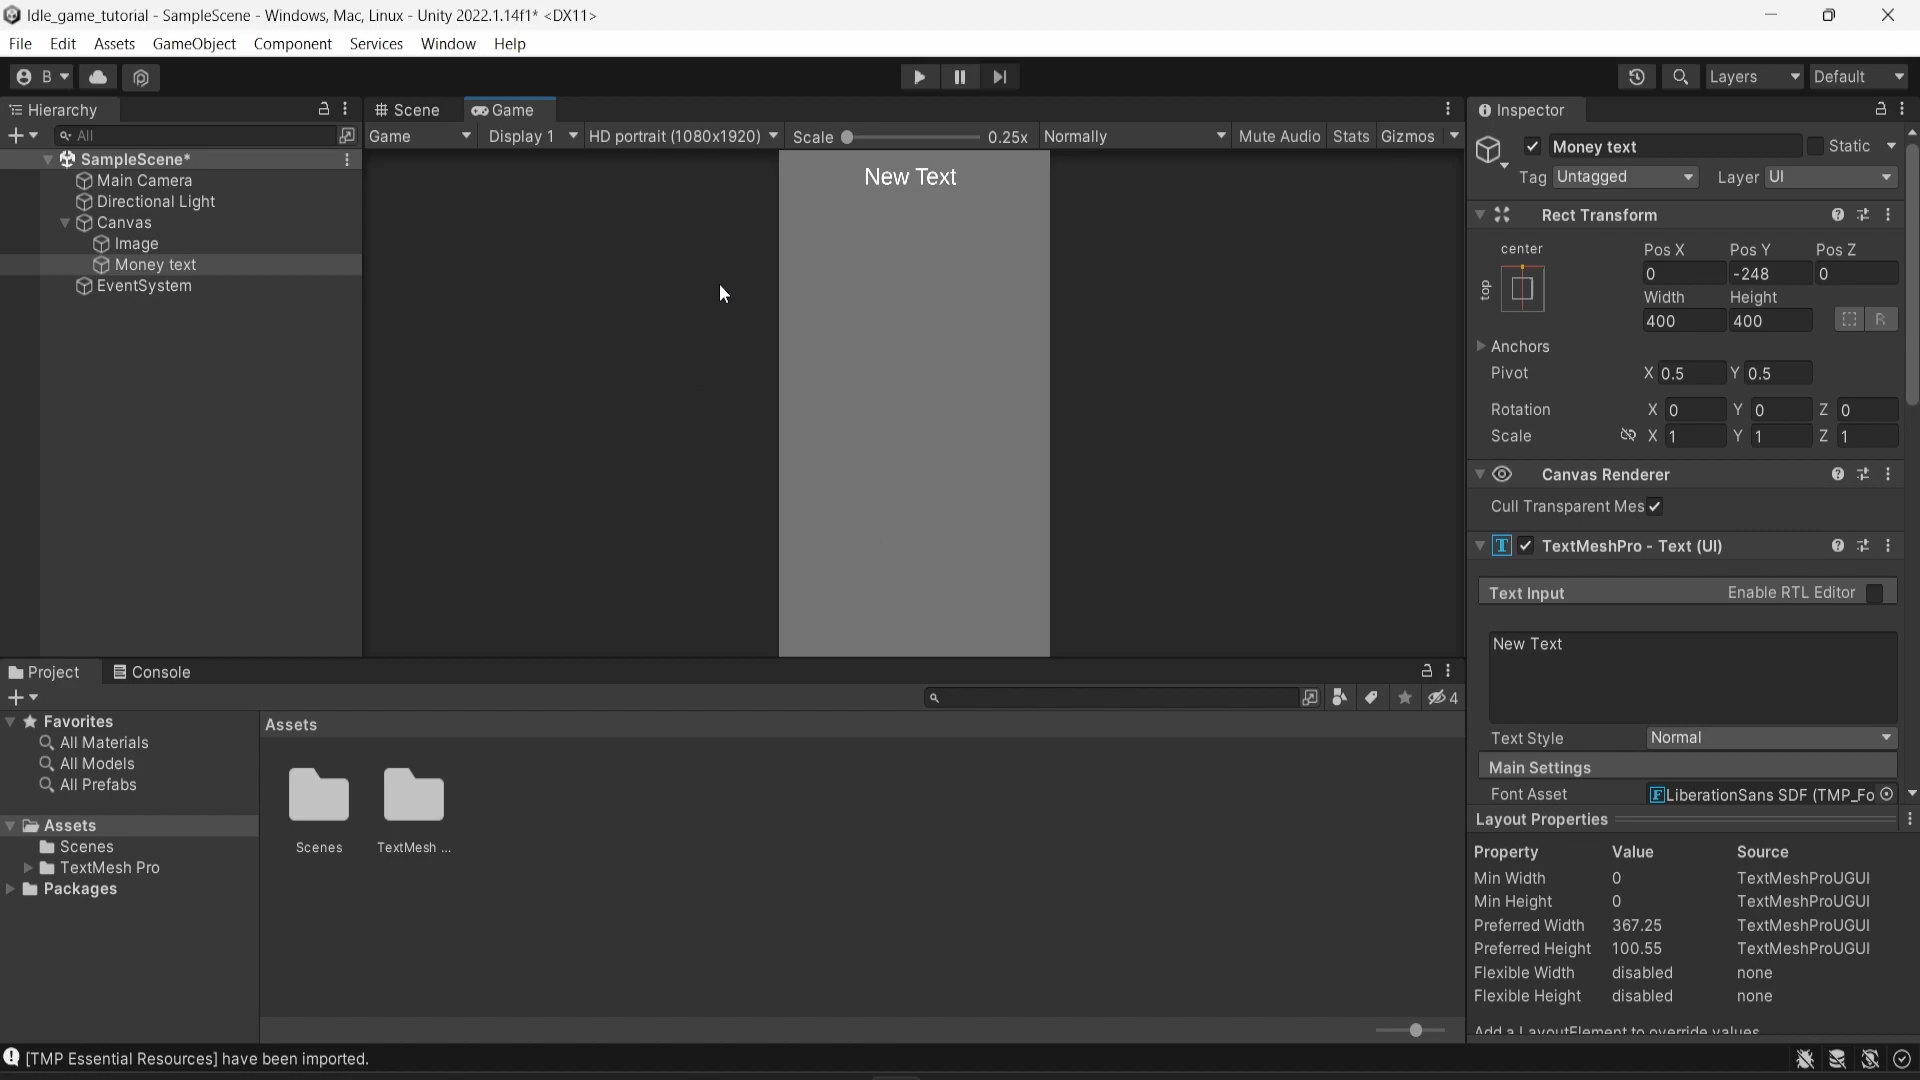 Idle_game_tutorial - SampleScene - Windows, Mac, Linux - Unity 2022.1.14f1* <DX11>
File Edit Assets GameObject Component Services Window Help
B
Layers
Default
Hierarchy
All
SampleScene*
Main Camera
Directional Light
Canvas
Image
Money text
EventSystem
Scene
Game
Game
Display 1
HD portrait (1080x1920)
Scale
0.25x
Normally
Mute Audio
Stats
Gizmos
New Text
Inspector
Money text
Static
Tag
Untagged
Layer
UI
Rect Transform
center
top
Pos X
Pos Y
Pos Z
0
-248
0
Width
Height
400
400
R
Anchors
Pivot
X 0.5
Y 0.5
Rotation
X 0
Y 0
Z 0
Scale
X 1
Y 1
Z 1
Canvas Renderer
Cull Transparent Mes
T
TextMeshPro - Text (UI)
Text Input
Enable RTL Editor
New Text
Text Style
Normal
Main Settings
Font Asset
F
LiberationSans SDF (TMP_Fo
Layout Properties
Property Value Source
Min Width 0 TextMeshProUGUI
Min Height 0 TextMeshProUGUI
Preferred Width 367.25 TextMeshProUGUI
Preferred Height 100.55 TextMeshProUGUI
Flexible Width disabled none
Flexible Height disabled none
Add a LayoutElement to override values
Project
Console
4
Favorites
All Materials
All Models
All Prefabs
Assets
Scenes
TextMesh Pro
Packages
Assets
Scenes
TextMesh ...
[TMP Essential Resources] have been imported.